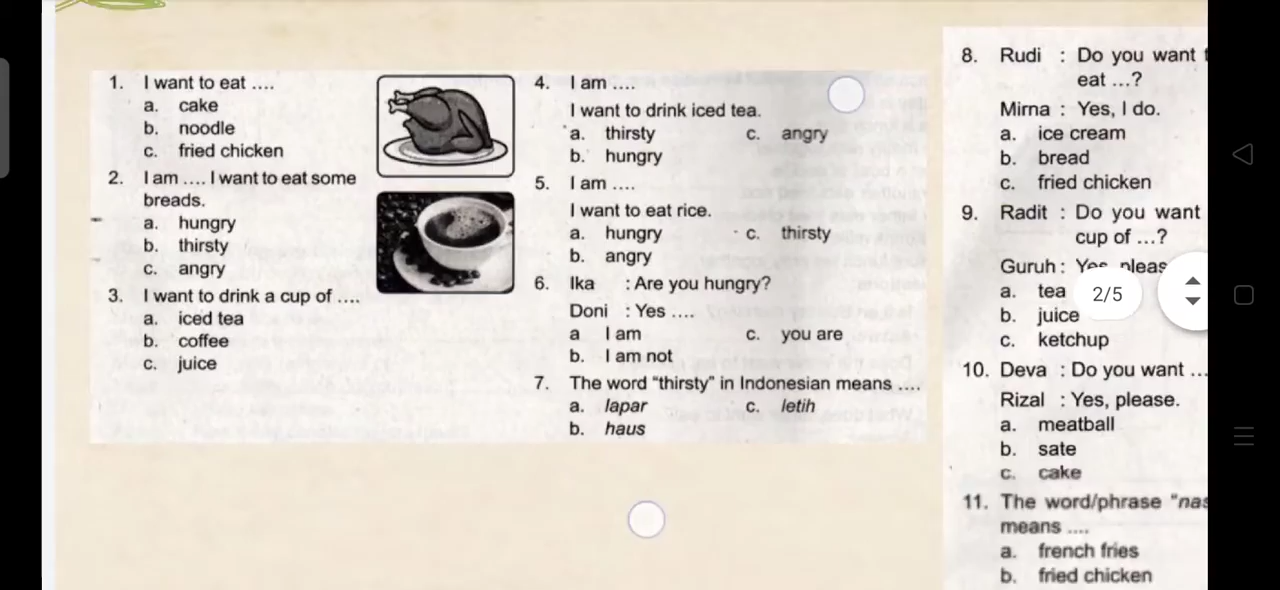 1. I want to eat ....
a. cake
b. noodle
c. fried chicken
2. I am .... I want to eat some
breads.
a. hungry
b. thirsty
c. angry
3. I want to drink a cup of ....
a. iced tea
b. coffee
c. juice
4. I am ....
I want to drink iced tea.
a. thirsty c. angry
b. hungry
5. I am ....
I want to eat rice.
a. hungry c. thirsty
b. angry
6. Ika : Are you hungry?
Doni : Yes ....
a I am c. you are
b. I am not
7. The word “thirsty” in Indonesian means ....
a. lapar c. letih
b. haus
8. Rudi : Do you want
eat ...?
Mirna : Yes, I do.
a. ice cream
b. bread
c. fried chicken
9. Radit : Do you want
cup of ...?
Guruh : Yes, pleas
a. tea
b. juice
c. ketchup
2/5
10. Deva : Do you want ...
Rizal : Yes, please.
a. meatball
b. sate
c. cake
11. The word/phrase "nas
means ....
a. french fries
b. fried chicken